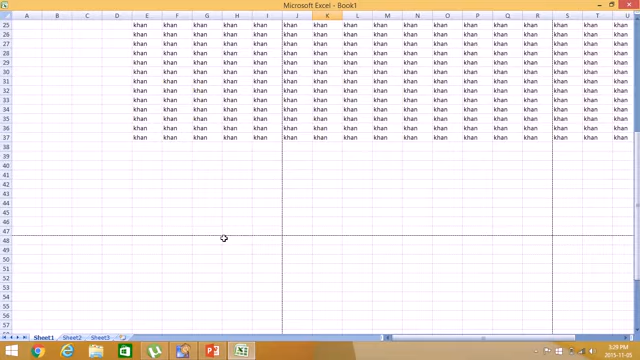 Microsoft Excel - Book1
A B C D E F G H I J K L M N O P Q R S T U
25 khan khan khan khan khan khan khan khan khan khan khan khan khan khan khan khan khan
26 khan khan khan khan khan khan khan khan khan khan khan khan khan khan khan khan khan
27 khan khan khan khan khan khan khan khan khan khan khan khan khan khan khan khan khan
28 khan khan khan khan khan khan khan khan khan khan khan khan khan khan khan khan khan
29 khan khan khan khan khan khan khan khan khan khan khan khan khan khan khan khan khan
30 khan khan khan khan khan khan khan khan khan khan khan khan khan khan khan khan khan
31 khan khan khan khan khan khan khan khan khan khan khan khan khan khan khan khan khan
32 khan khan khan khan khan khan khan khan khan khan khan khan khan khan khan khan khan
33 khan khan khan khan khan khan khan khan khan khan khan khan khan khan khan khan khan
34 khan khan khan khan khan khan khan khan khan khan khan khan khan khan khan khan khan
35 khan khan khan khan khan khan khan khan khan khan khan khan khan khan khan khan khan
36 khan khan khan khan khan khan khan khan khan khan khan khan khan khan khan khan khan
37 khan khan khan khan khan khan khan khan khan khan khan khan khan khan khan khan khan
38
39
40
41
42
43
44
45
46
47
48
49
50
51
52
53
54
55
56
57
Sheet1 Sheet2 Sheet3
3:29 PM